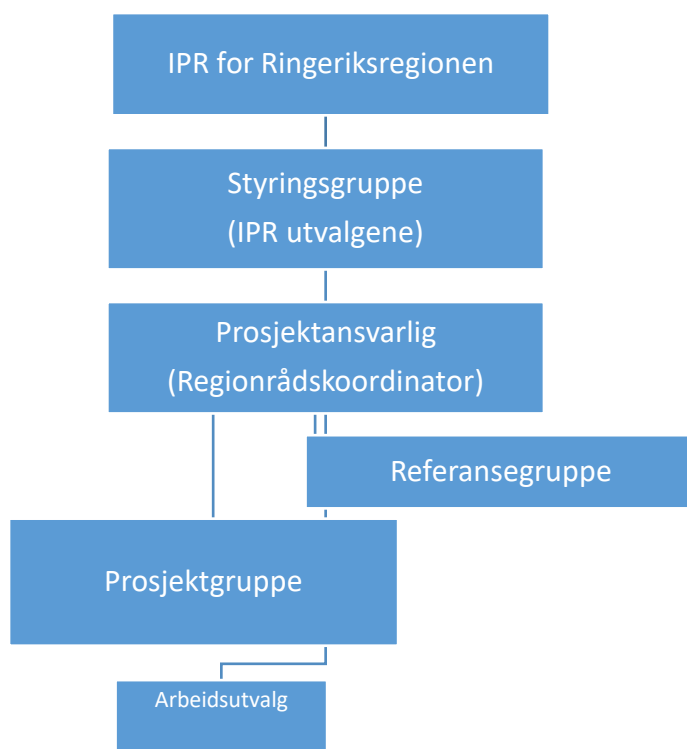 IPR for Ringeriksregionen
Styringsgruppe
(IPR utvalgene)
Prosjektansvarlig
(Regionrådskoordinator)
Referansegruppe
Prosjektgruppe
Arbeidsutvalg